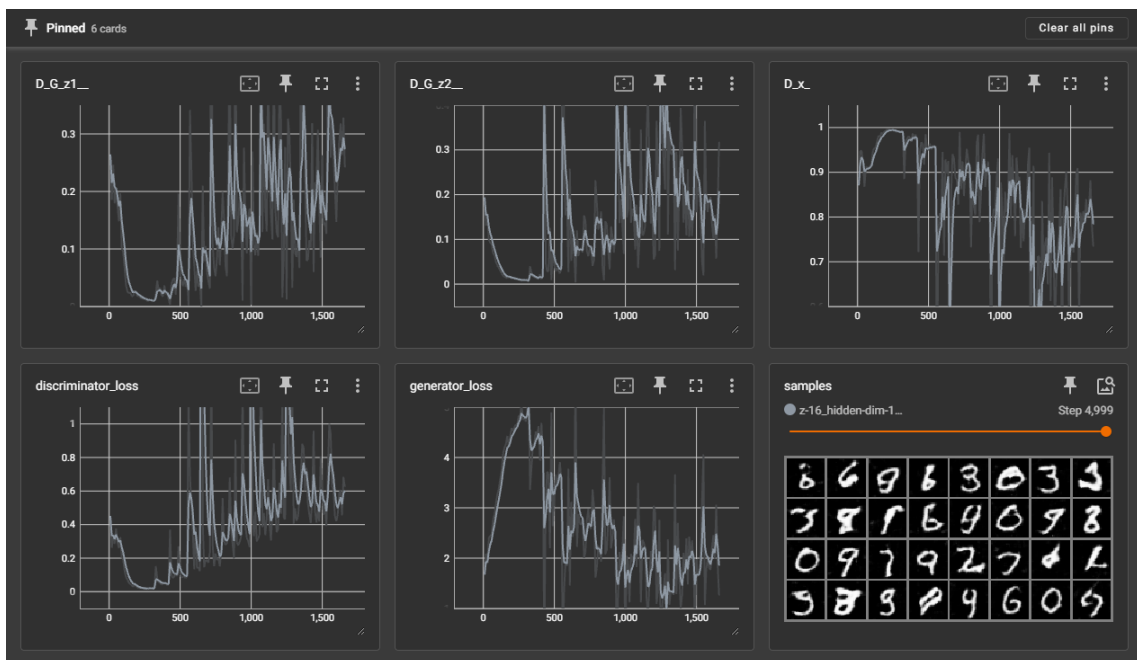 Pinned 6 cards
Clear all pins
D_G_z1__
0.3
0.2
0.1
0 500 1,000 1,500
D_G_z2__
0.3
0.2
0.1
0
0 500 1,000 1,500
D_x_
1
0.9
0.8
0.7
0 500 1,000 1,500
discriminator_loss
1
0.8
0.6
0.4
0.2
0
0 500 1,000 1,500
generator_loss
4
3
2
0 500 1,000 1,500
samples
z-16_hidden-dim-1... Step 4,999